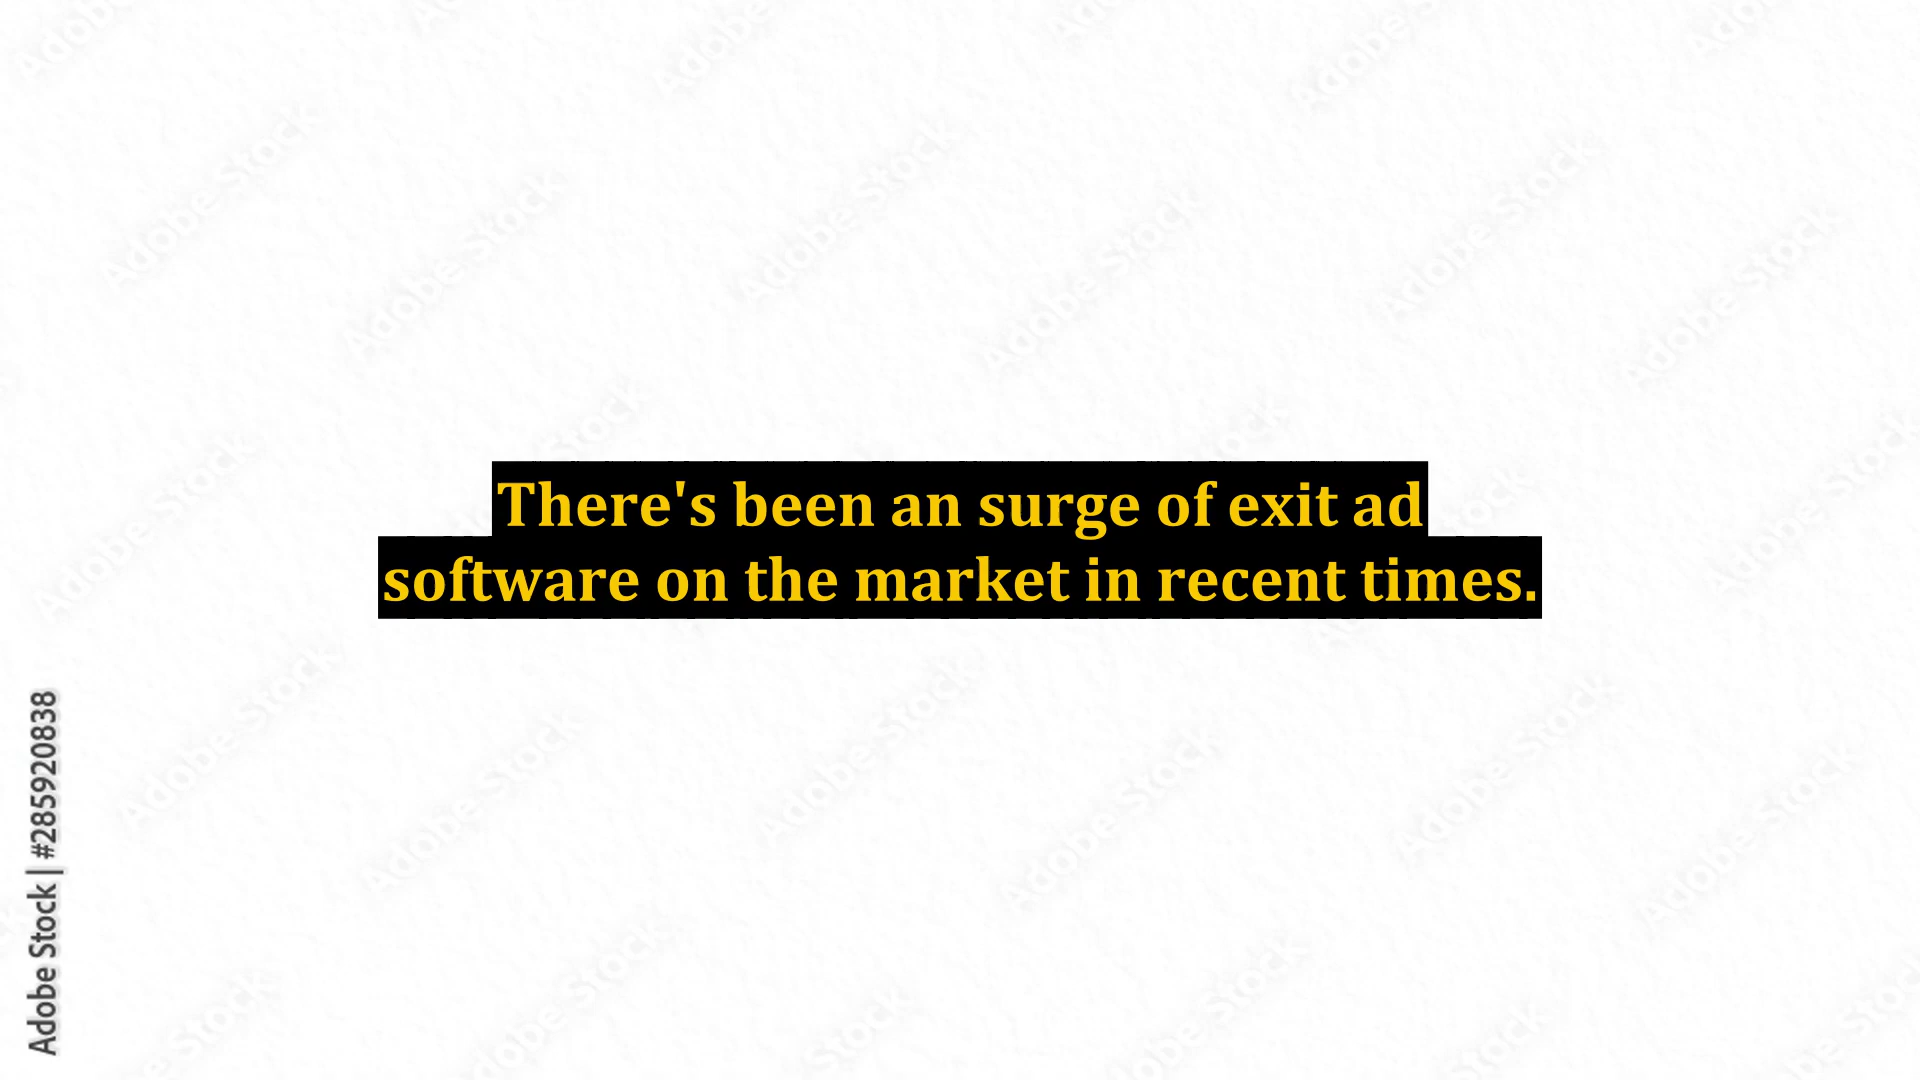 There's been an surge of exit ad
software on the market in recent times.
Adobe Stock | #285920838